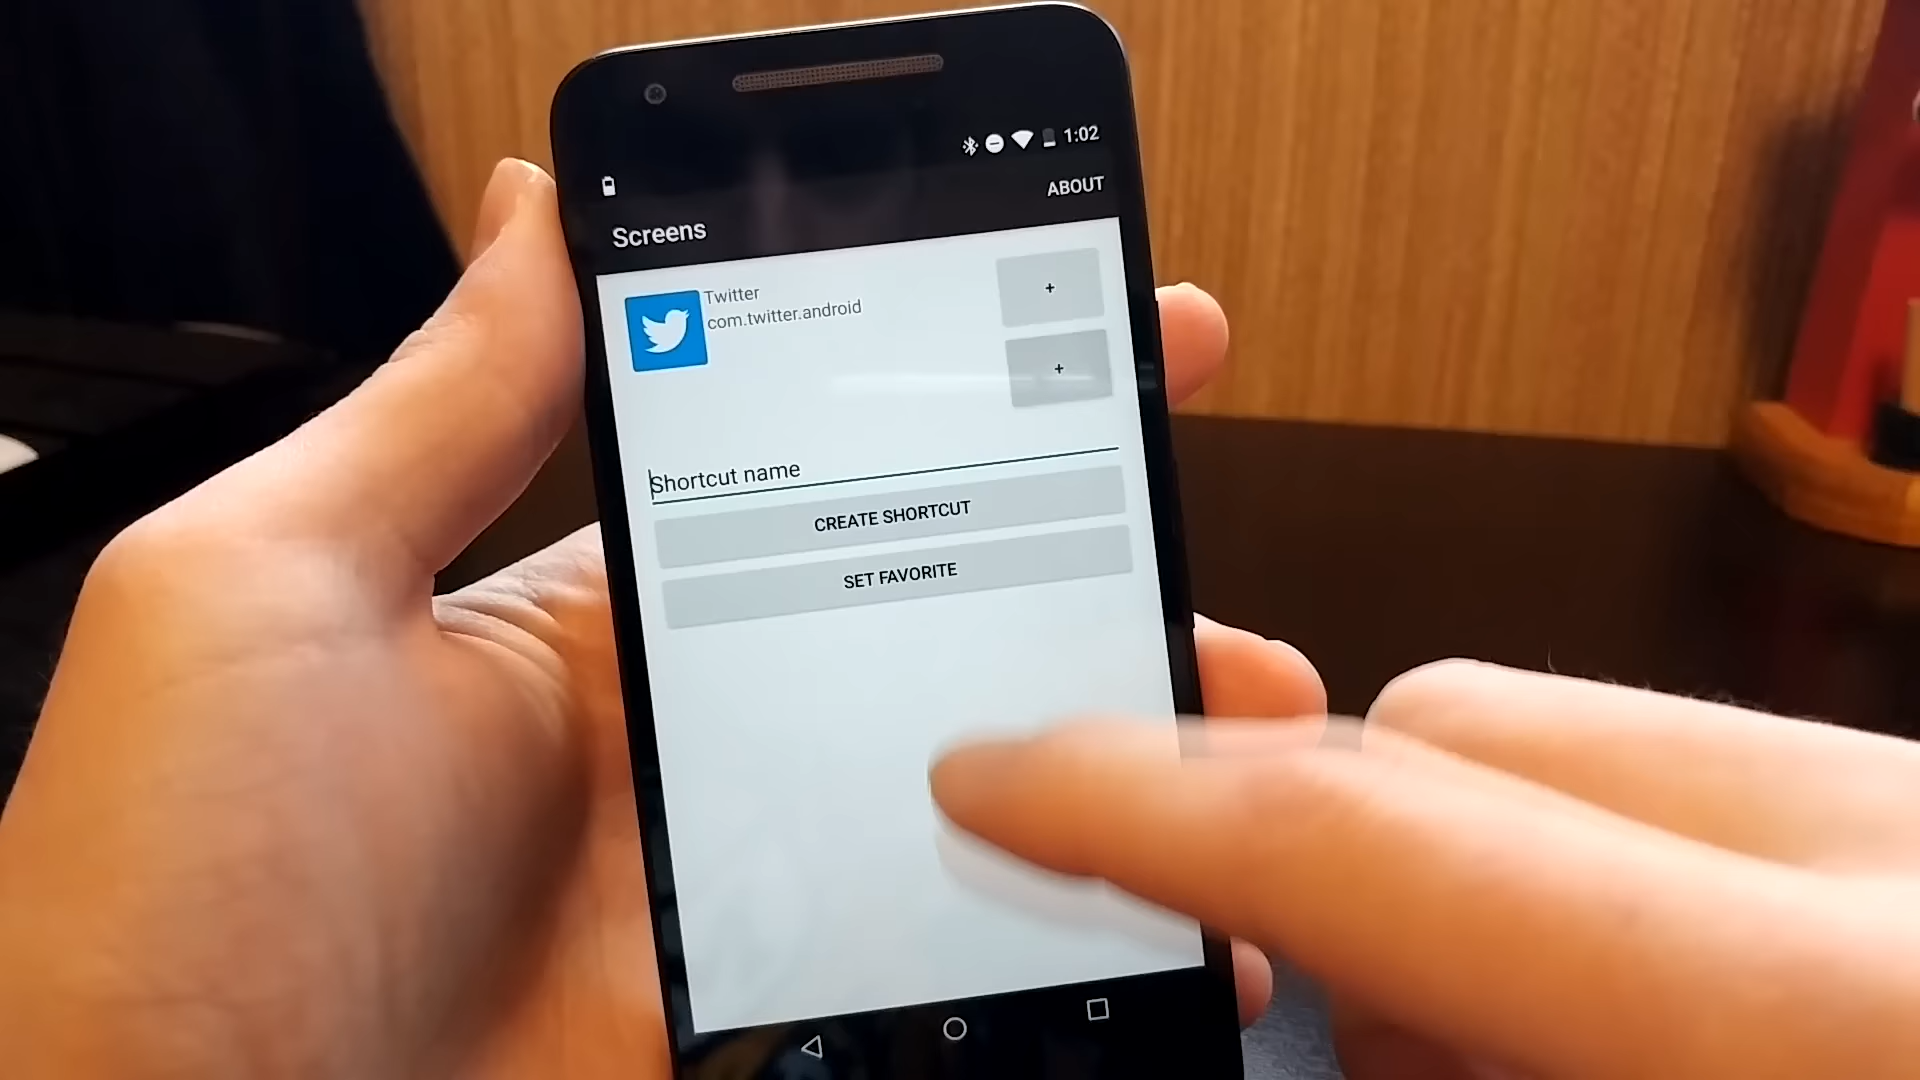 1:02
ABOUT
Screens
Twitter
com.twitter.android
+
+
Shortcut name
CREATE SHORTCUT
SET FAVORITE